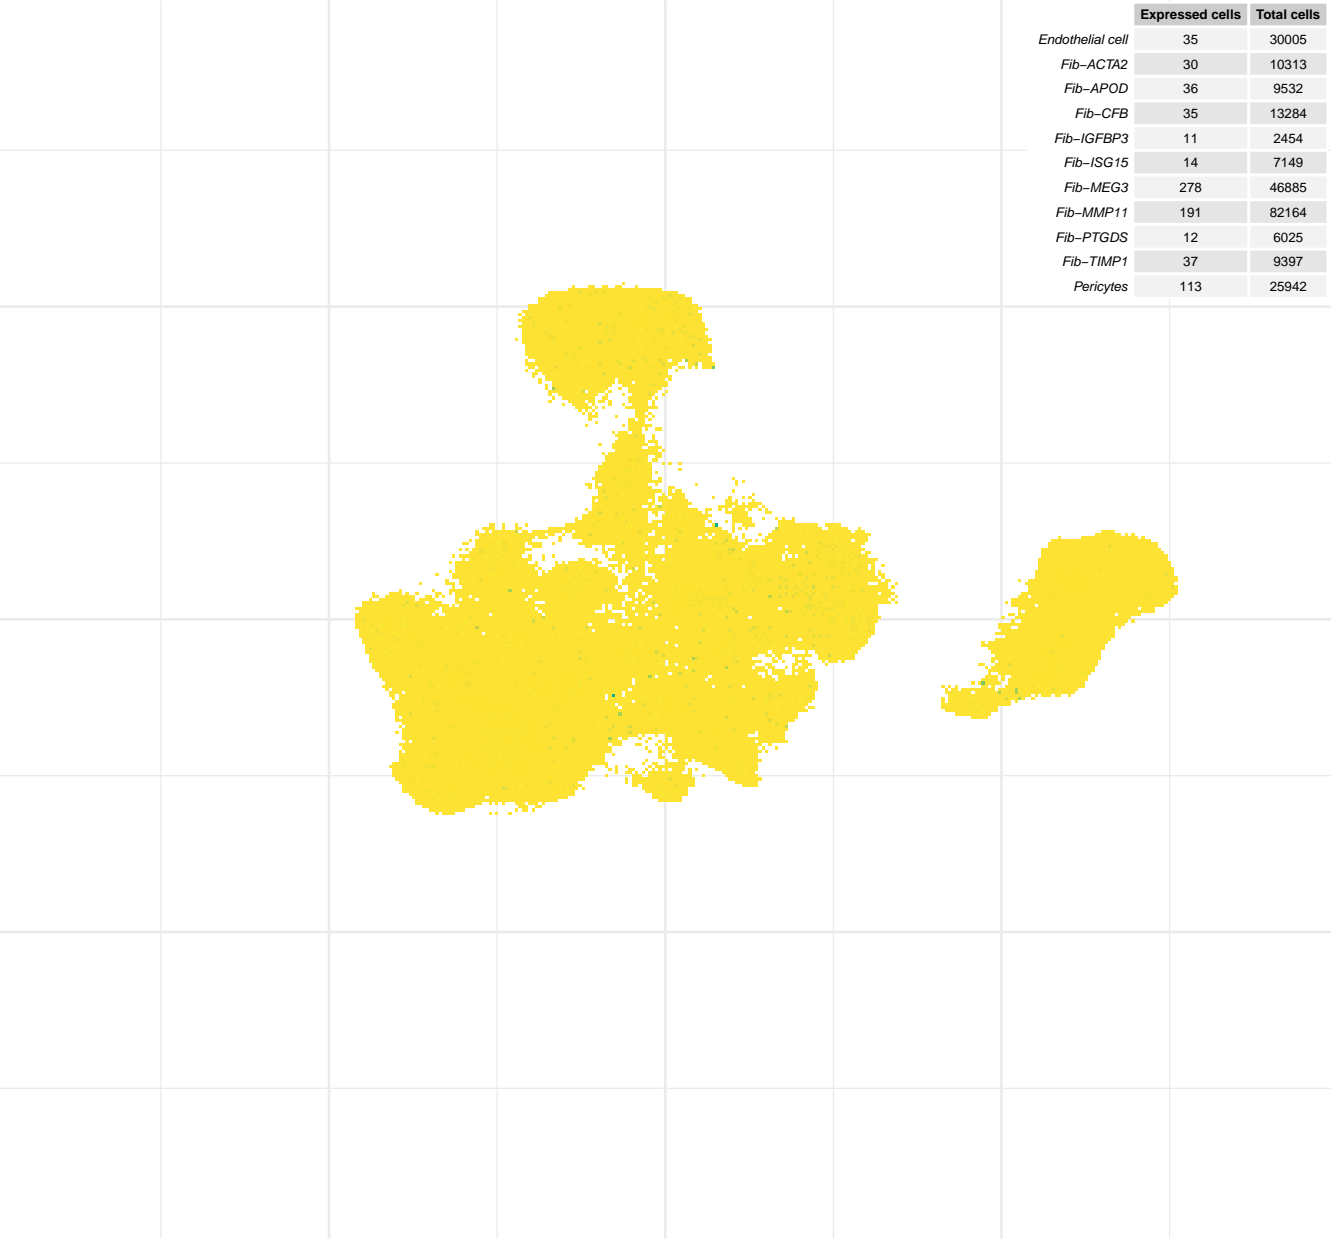 Expressed cells Total cells
Endothelial cell 35 30005
Fib−ACTA2 30 10313
Fib−APOD 36 9532
Fib−CFB 35 13284
Fib−IGFBP3 11 2454
Fib−ISG15 14 7149
Fib−MEG3 278 46885
Fib−MMP11 191 82164
Fib−PTGDS 12 6025
Fib−TIMP1 37 9397
Pericytes 113 25942